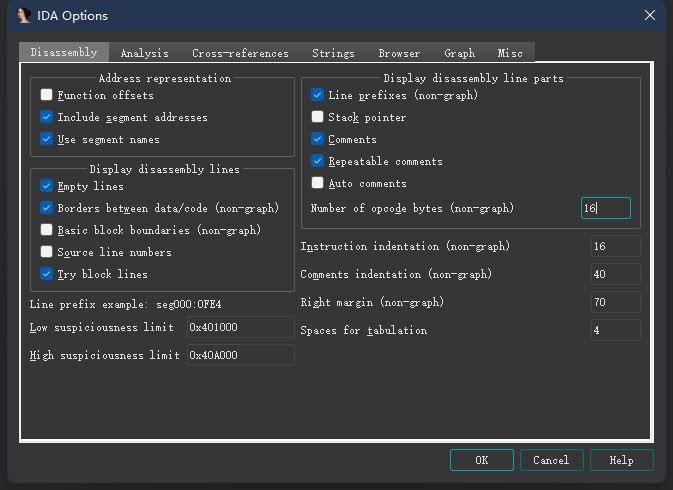 IDA Options
Disassembly Analysis Cross-references Strings Browser Graph Misc
Address representation
Function offsets
Include segment addresses
Use segment names
Display disassembly lines
Empty lines
Borders between data/code (non-graph)
Basic block boundaries (non-graph)
Source line numbers
Try block lines
Line prefix example: seg000:0FE4
Low suspiciousness limit 0x401000
High suspiciousness limit 0x40A000
Display disassembly line parts
Line prefixes (non-graph)
Stack pointer
Comments
Repeatable comments
Auto comments
Number of opcode bytes (non-graph) 16
Instruction indentation (non-graph) 16
Comments indentation (non-graph) 40
Right margin (non-graph) 70
Spaces for tabulation 4
OK Cancel Help